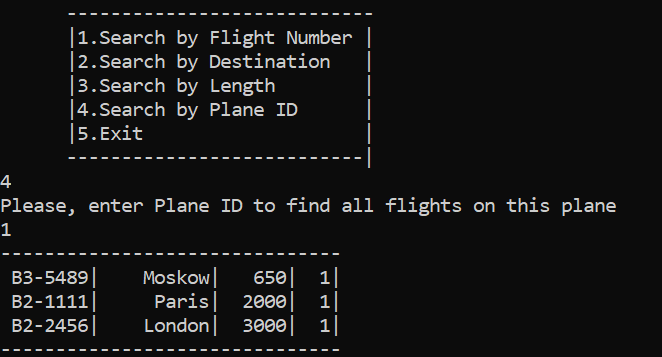 ----------------------------
|1.Search by Flight Number |
|2.Search by Destination   |
|3.Search by Length        |
|4.Search by Plane ID      |
|5.Exit                    |
---------------------------|
4
Please, enter Plane ID to find all flights on this plane
1
-------------------------------
 B3-5489|    Moskow|   650|  1|
 B2-1111|     Paris|  2000|  1|
 B2-2456|    London|  3000|  1|
-------------------------------